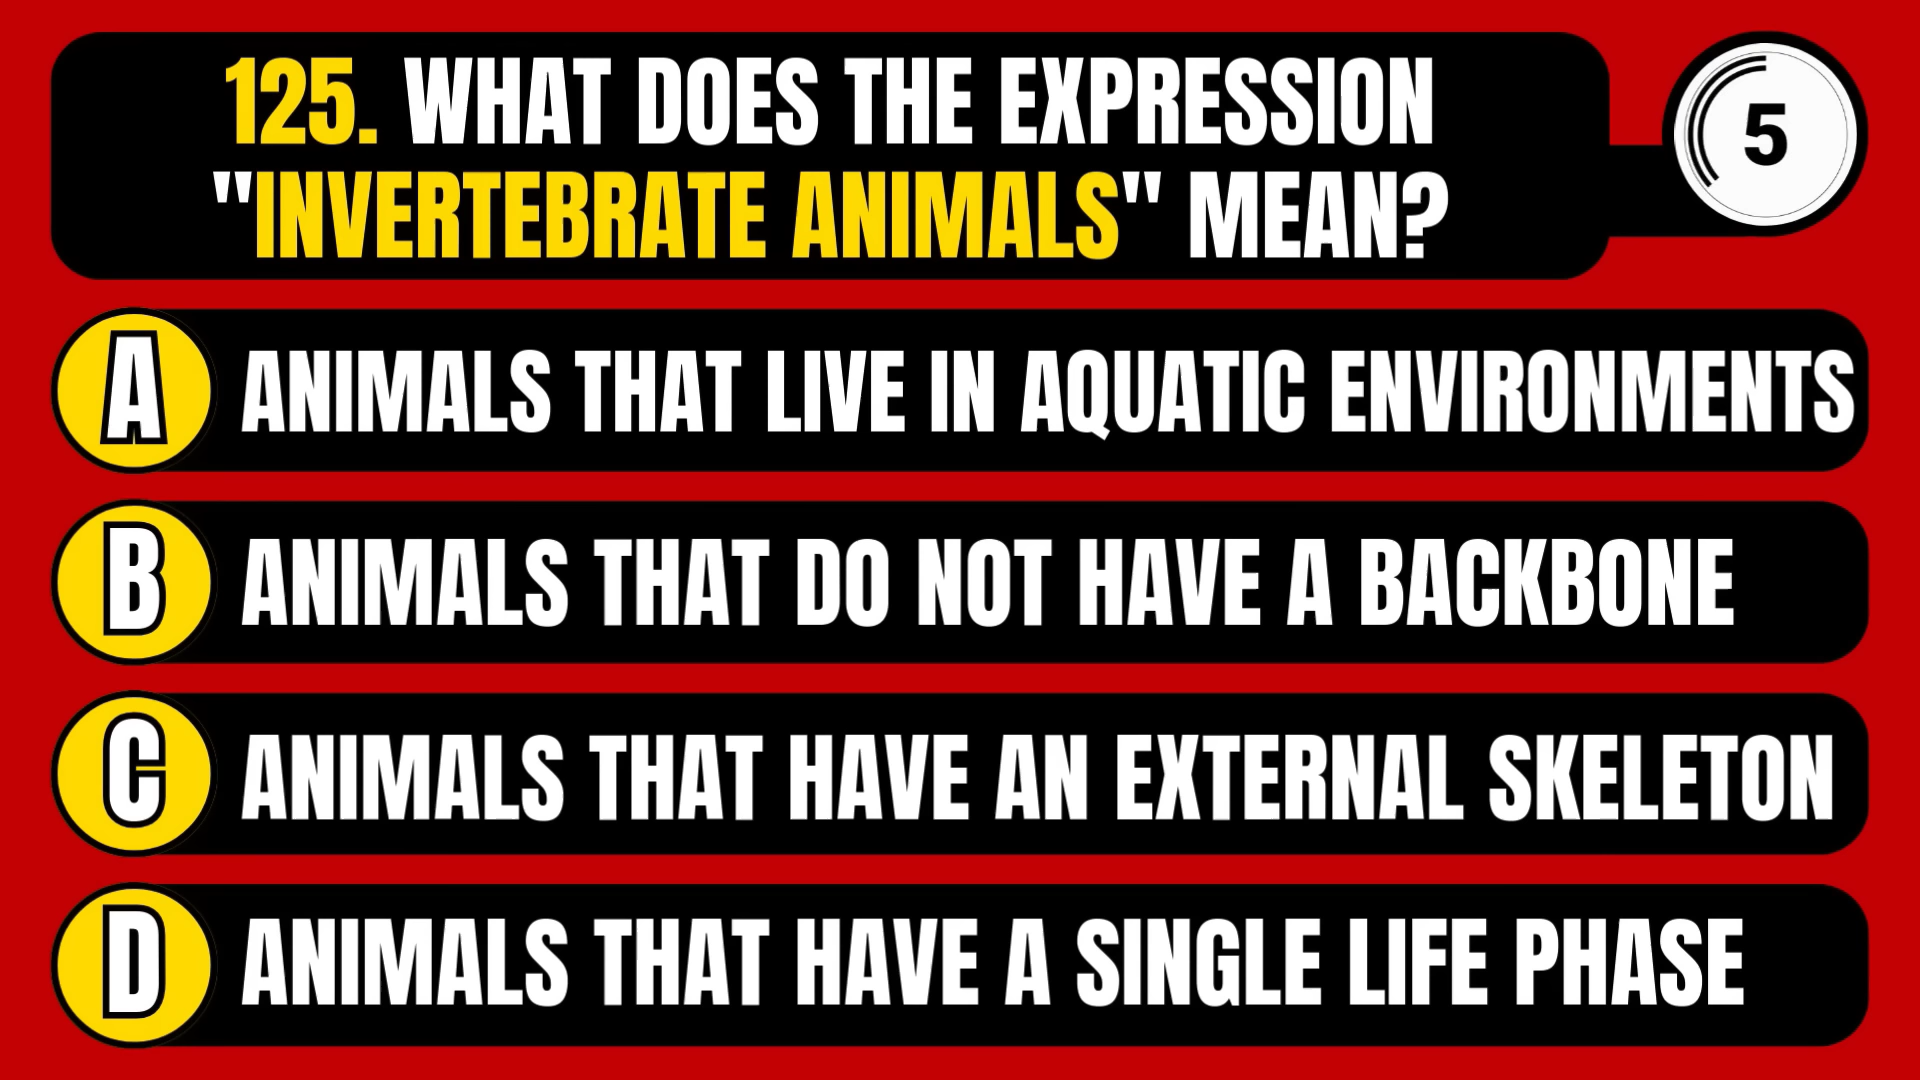 125. WHAT DOES THE EXPRESSION
"INVERTEBRATE ANIMALS" MEAN?
5
A
ANIMALS THAT LIVE IN AQUATIC ENVIRONMENTS
B
ANIMALS THAT DO NOT HAVE A BACKBONE
C
ANIMALS THAT HAVE AN EXTERNAL SKELETON
D
ANIMALS THAT HAVE A SINGLE LIFE PHASE